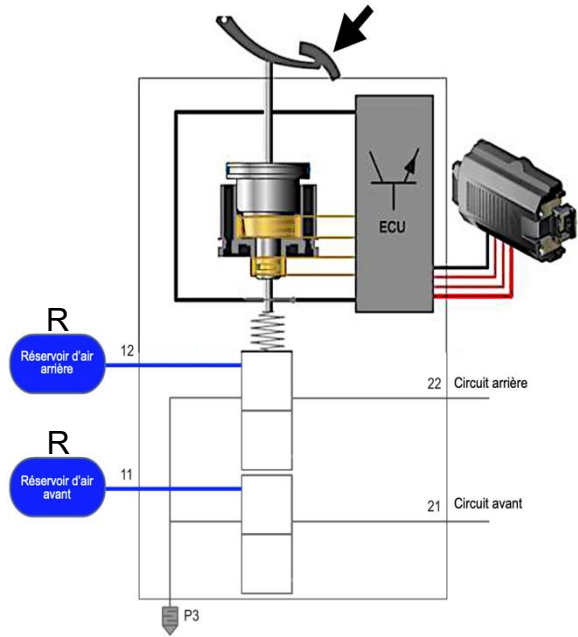 ECU
R
Réservoir d'air
arrière
12
22 Circuit arrière
R
Réservoir d'air
avant
11
21 Circuit avant
P3